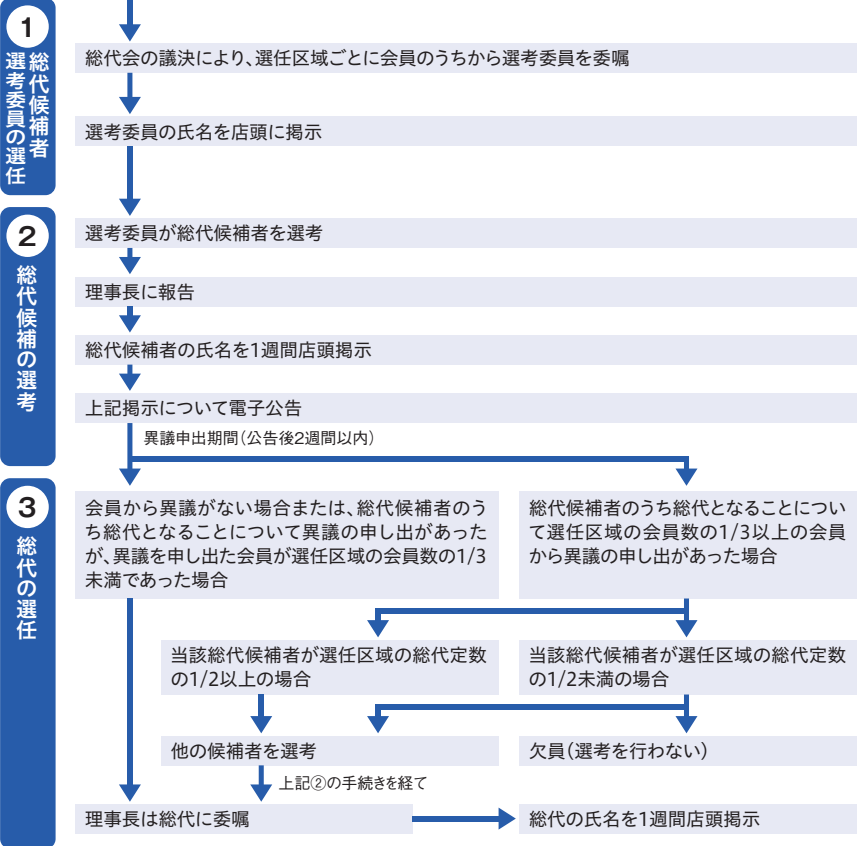 1
総代候補者
選考委員の選任
総代会の議決により、選任区域ごとに会員のうちから選考委員を委嘱
選考委員の氏名を店頭に掲示
2
総代候補の選考
選考委員が総代候補者を選考
理事長に報告
総代候補者の氏名を1週間店頭掲示
上記掲示について電子公告
異議申出期間(公告後2週間以内)
3
総代の選任
会員から異議がない場合または、総代候補者のう
ち総代となることについて異議の申し出があった
が、異議を申し出た会員が選任区域の会員数の1/3
未満であった場合
総代候補者のうち総代となることについ
て選任区域の会員数の1/3以上の会員
から異議の申し出があった場合
当該総代候補者が選任区域の総代定数
の1/2以上の場合
当該総代候補者が選任区域の総代定数
の1/2未満の場合
他の候補者を選考
欠員(選考を行わない)
上記②の手続きを経て
理事長は総代に委嘱
総代の氏名を1週間店頭掲示